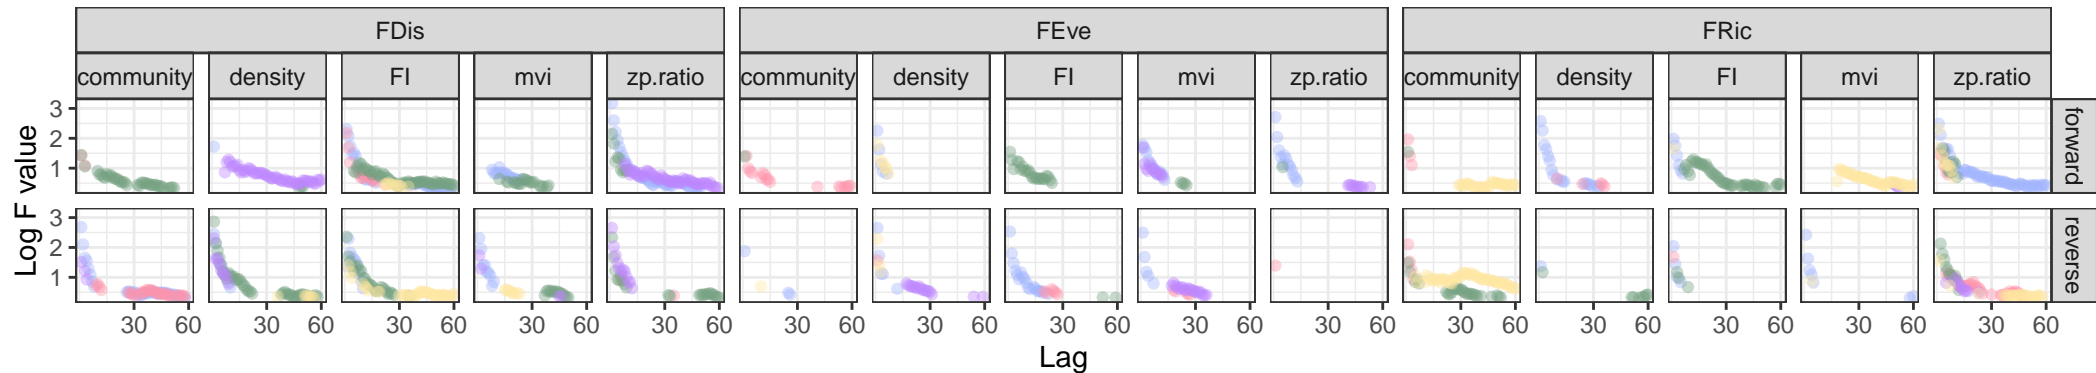 FDis FEve FRic
community density FI mvi zp.ratio community density FI mvi zp.ratio community density FI mvi zp.ratio
3
2
1
forward
3
2
1
reverse
Log F value
30 60 30 60 30 60 30 60 30 60 30 60 30 60 30 60 30 60 30 60 30 60 30 60 30 60 30 60 30 60
Lag